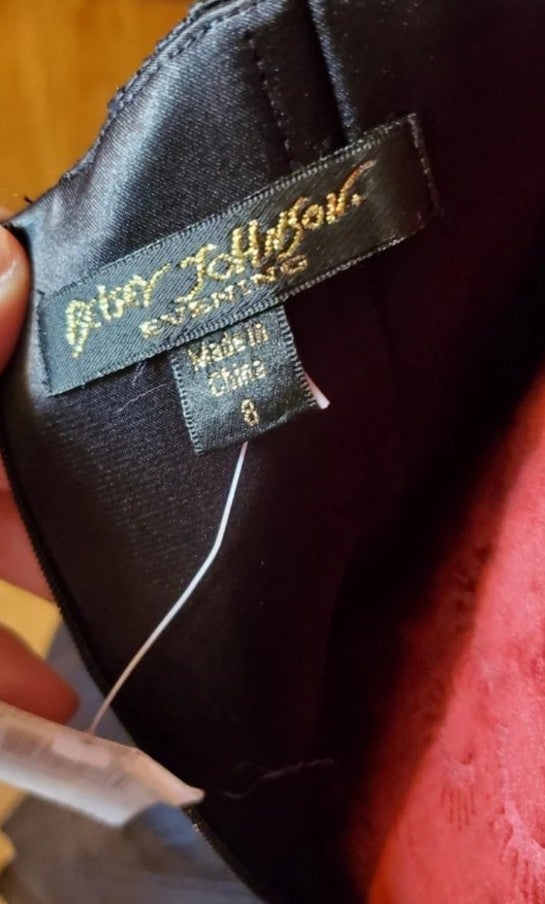 Betsey Johnson.
EVENING
Made in
China
8